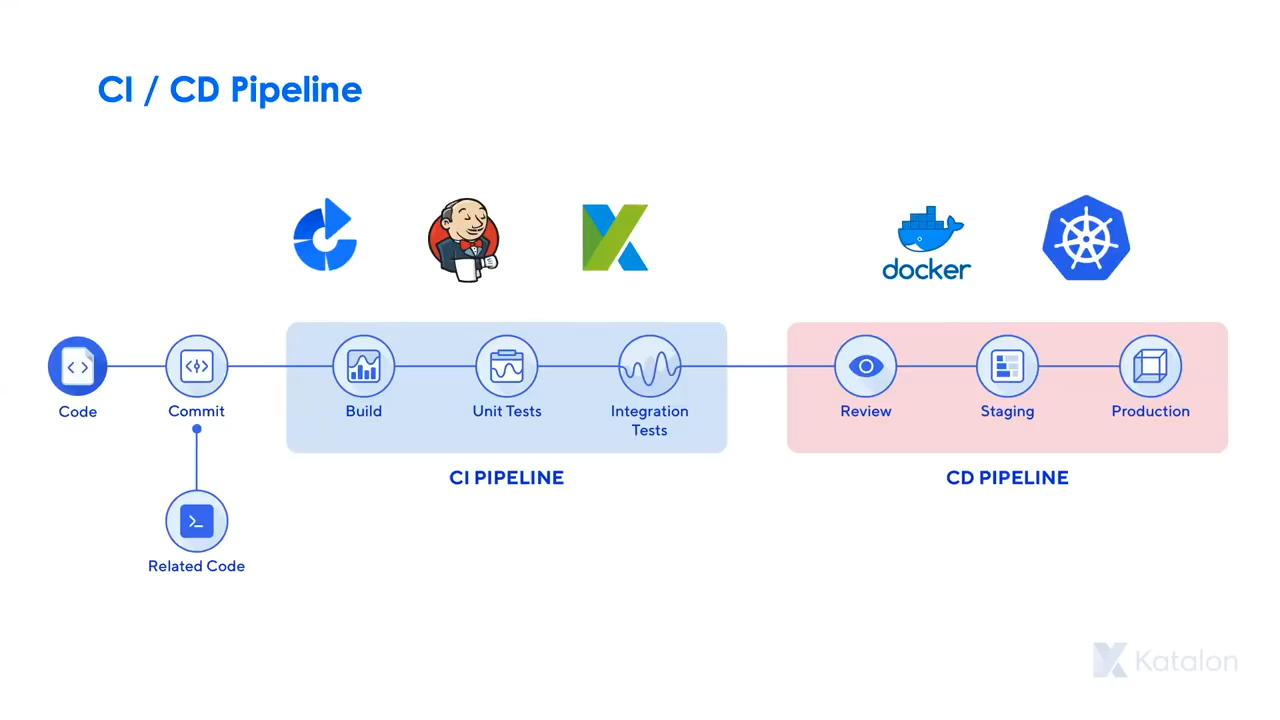 CI / CD Pipeline
docker
Code
Commit
Build
Unit Tests
Integration
Tests
Review
Staging
Production
CI PIPELINE
CD PIPELINE
Related Code
Katalon